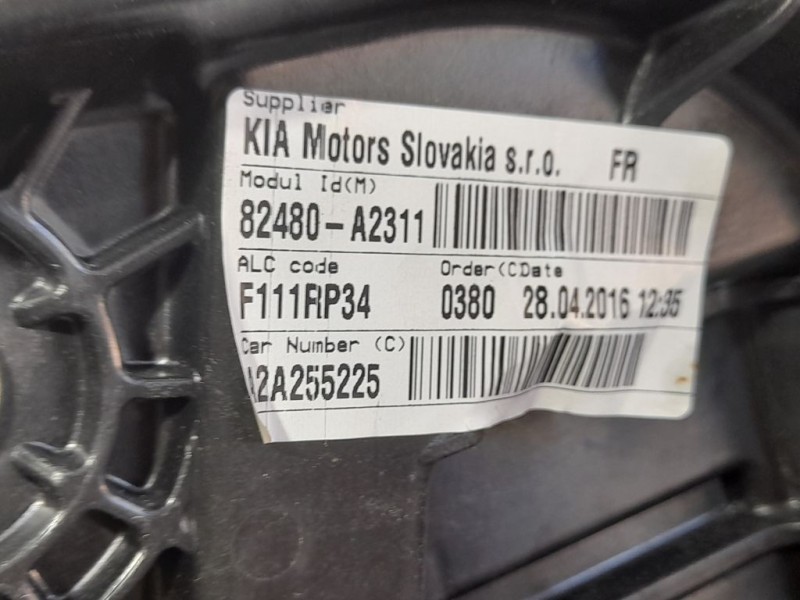 Supplier
KIA Motors Slovakia s.r.o. FR
Modul Id(M)
82480-A2311
ALC code Order(CDate
F111RP34 0380 28.04.2016 12:35
Car Number (C)
A2A255225